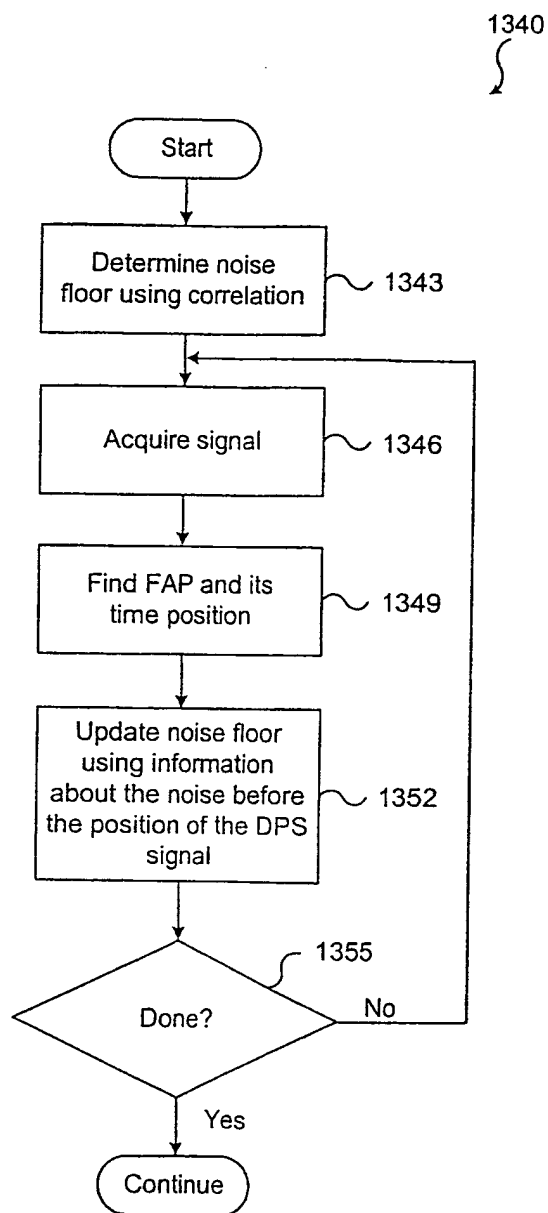 1340
Start
Determine noise
floor using correlation
1343
Acquire signal
1346
Find FAP and its
time position
1349
Update noise floor
using information
about the noise before
the position of the DPS
signal
1352
1355
Done?
No
Yes
Continue